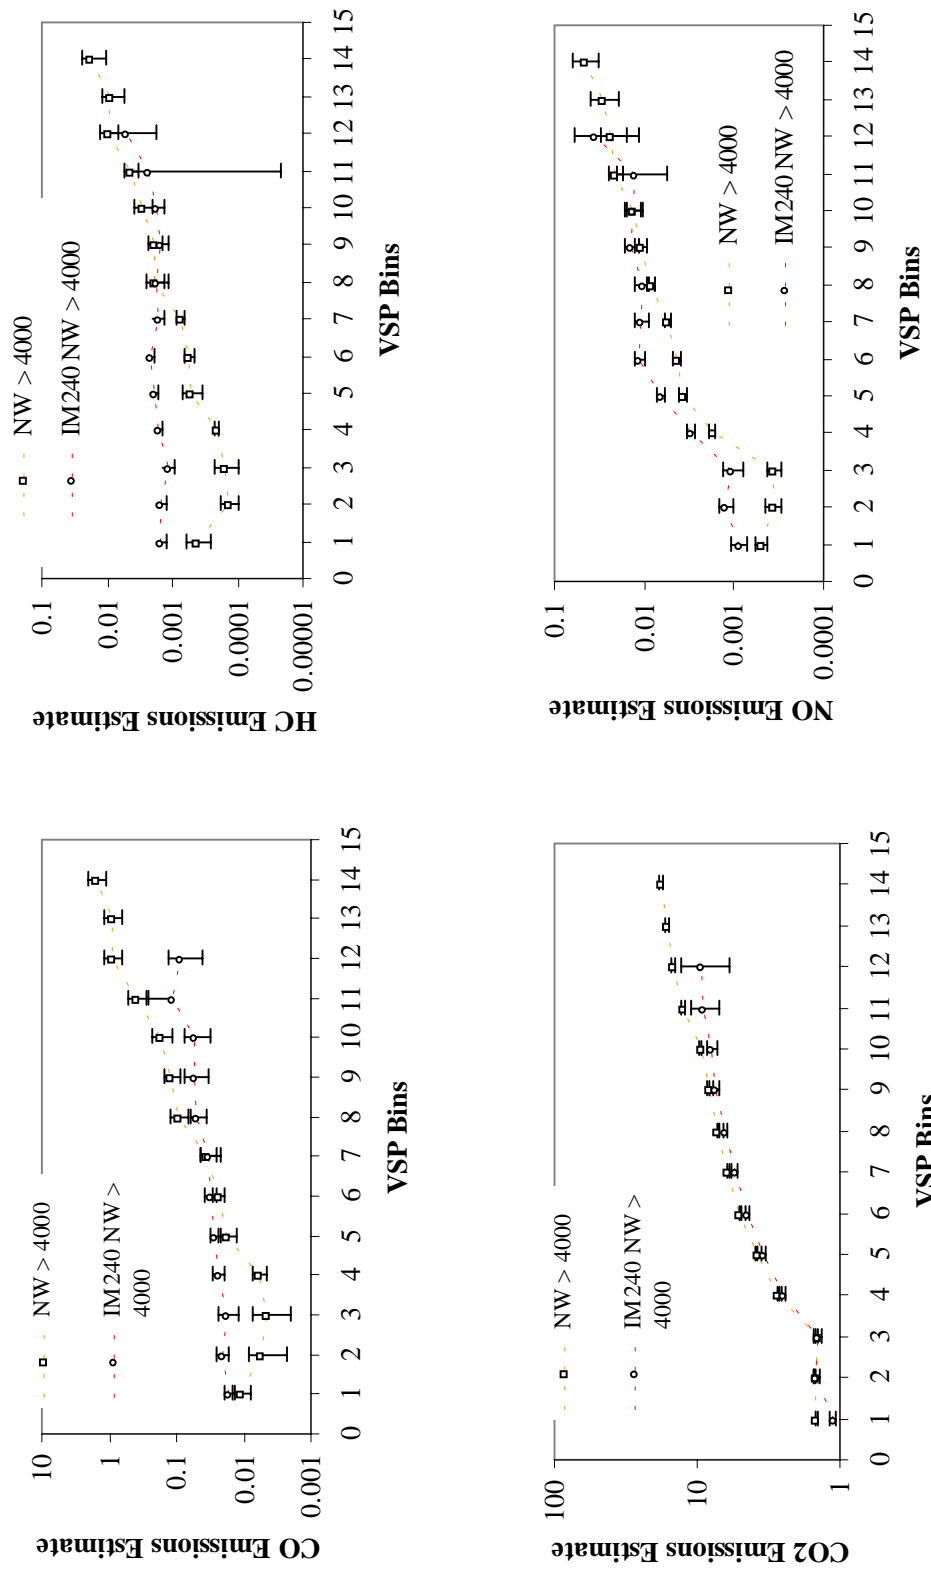 CO Emissions Estimate
10
1
0.1
0.01
0.001
NW > 4000
IM240 NW >
4000
0 1 2 3 4 5 6 7 8 9 10 11 12 13 14 15
VSP Bins
HC Emissions Estimate
0.1
0.01
0.001
0.0001
0.00001
NW > 4000
IM240 NW > 4000
0 1 2 3 4 5 6 7 8 9 10 11 12 13 14 15
VSP Bins
CO2 Emissions Estimate
100
10
1
NW > 4000
IM240 NW >
4000
0 1 2 3 4 5 6 7 8 9 10 11 12 13 14 15
VSP Bins
NO Emissions Estimate
0.1
0.01
0.001
0.0001
NW > 4000
IM240 NW > 4000
0 1 2 3 4 5 6 7 8 9 10 11 12 13 14 15
VSP Bins